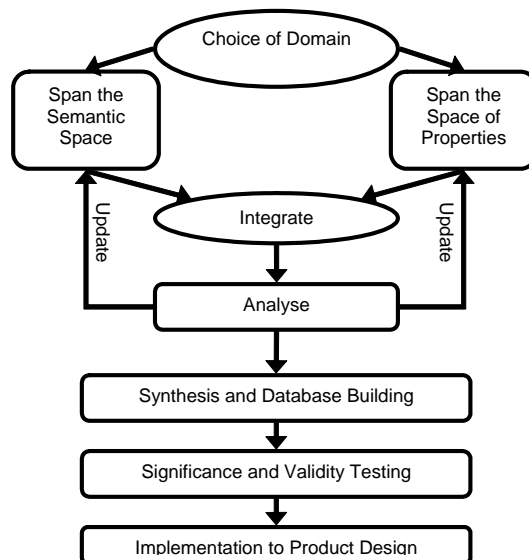 Choice of Domain
Span the
Semantic
Space
Span the
Space of
Properties
Integrate
Update
Update
Analyse
Synthesis and Database Building
Significance and Validity Testing
Implementation to Product Design